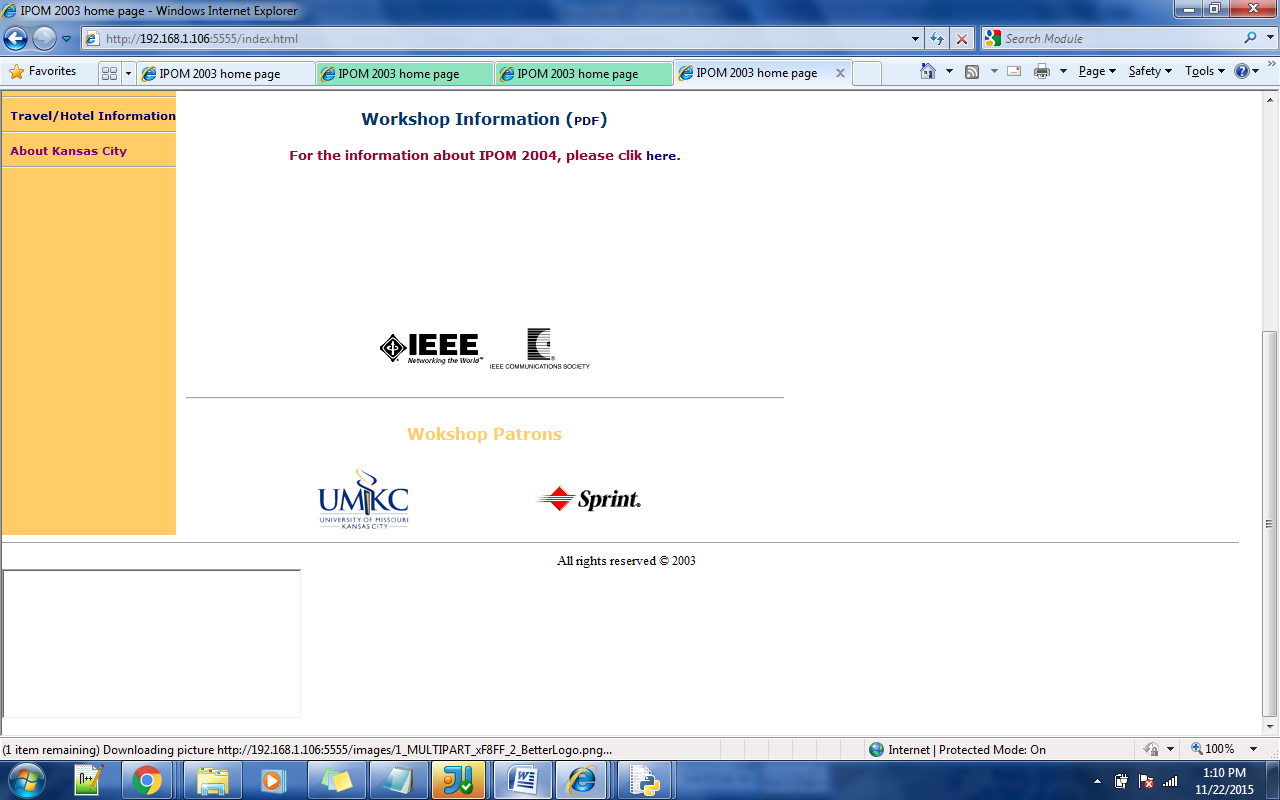 IPOM 2003 home page - Windows Internet Explorer
http://192.168.1.106:5555/index.html
Search Module
Favorites
IPOM 2003 home page
IPOM 2003 home page
IPOM 2003 home page
IPOM 2003 home page
Page
Safety
Tools
Travel/Hotel Information
About Kansas City
Workshop Information (PDF)
For the information about IPOM 2004, please clik here.
IEEE
Networking the World™
IEEE COMMUNICATIONS SOCIETY
Wokshop Patrons
UMKC
UNIVERSITY OF MISSOURI
KANSAS CITY
Sprint.
All rights reserved © 2003
(1 item remaining) Downloading picture http://192.168.1.106:5555/images/1_MULTIPART_xF8FF_2_BetterLogo.png...
Internet | Protected Mode: On
100%
1:10 PM
11/22/2015